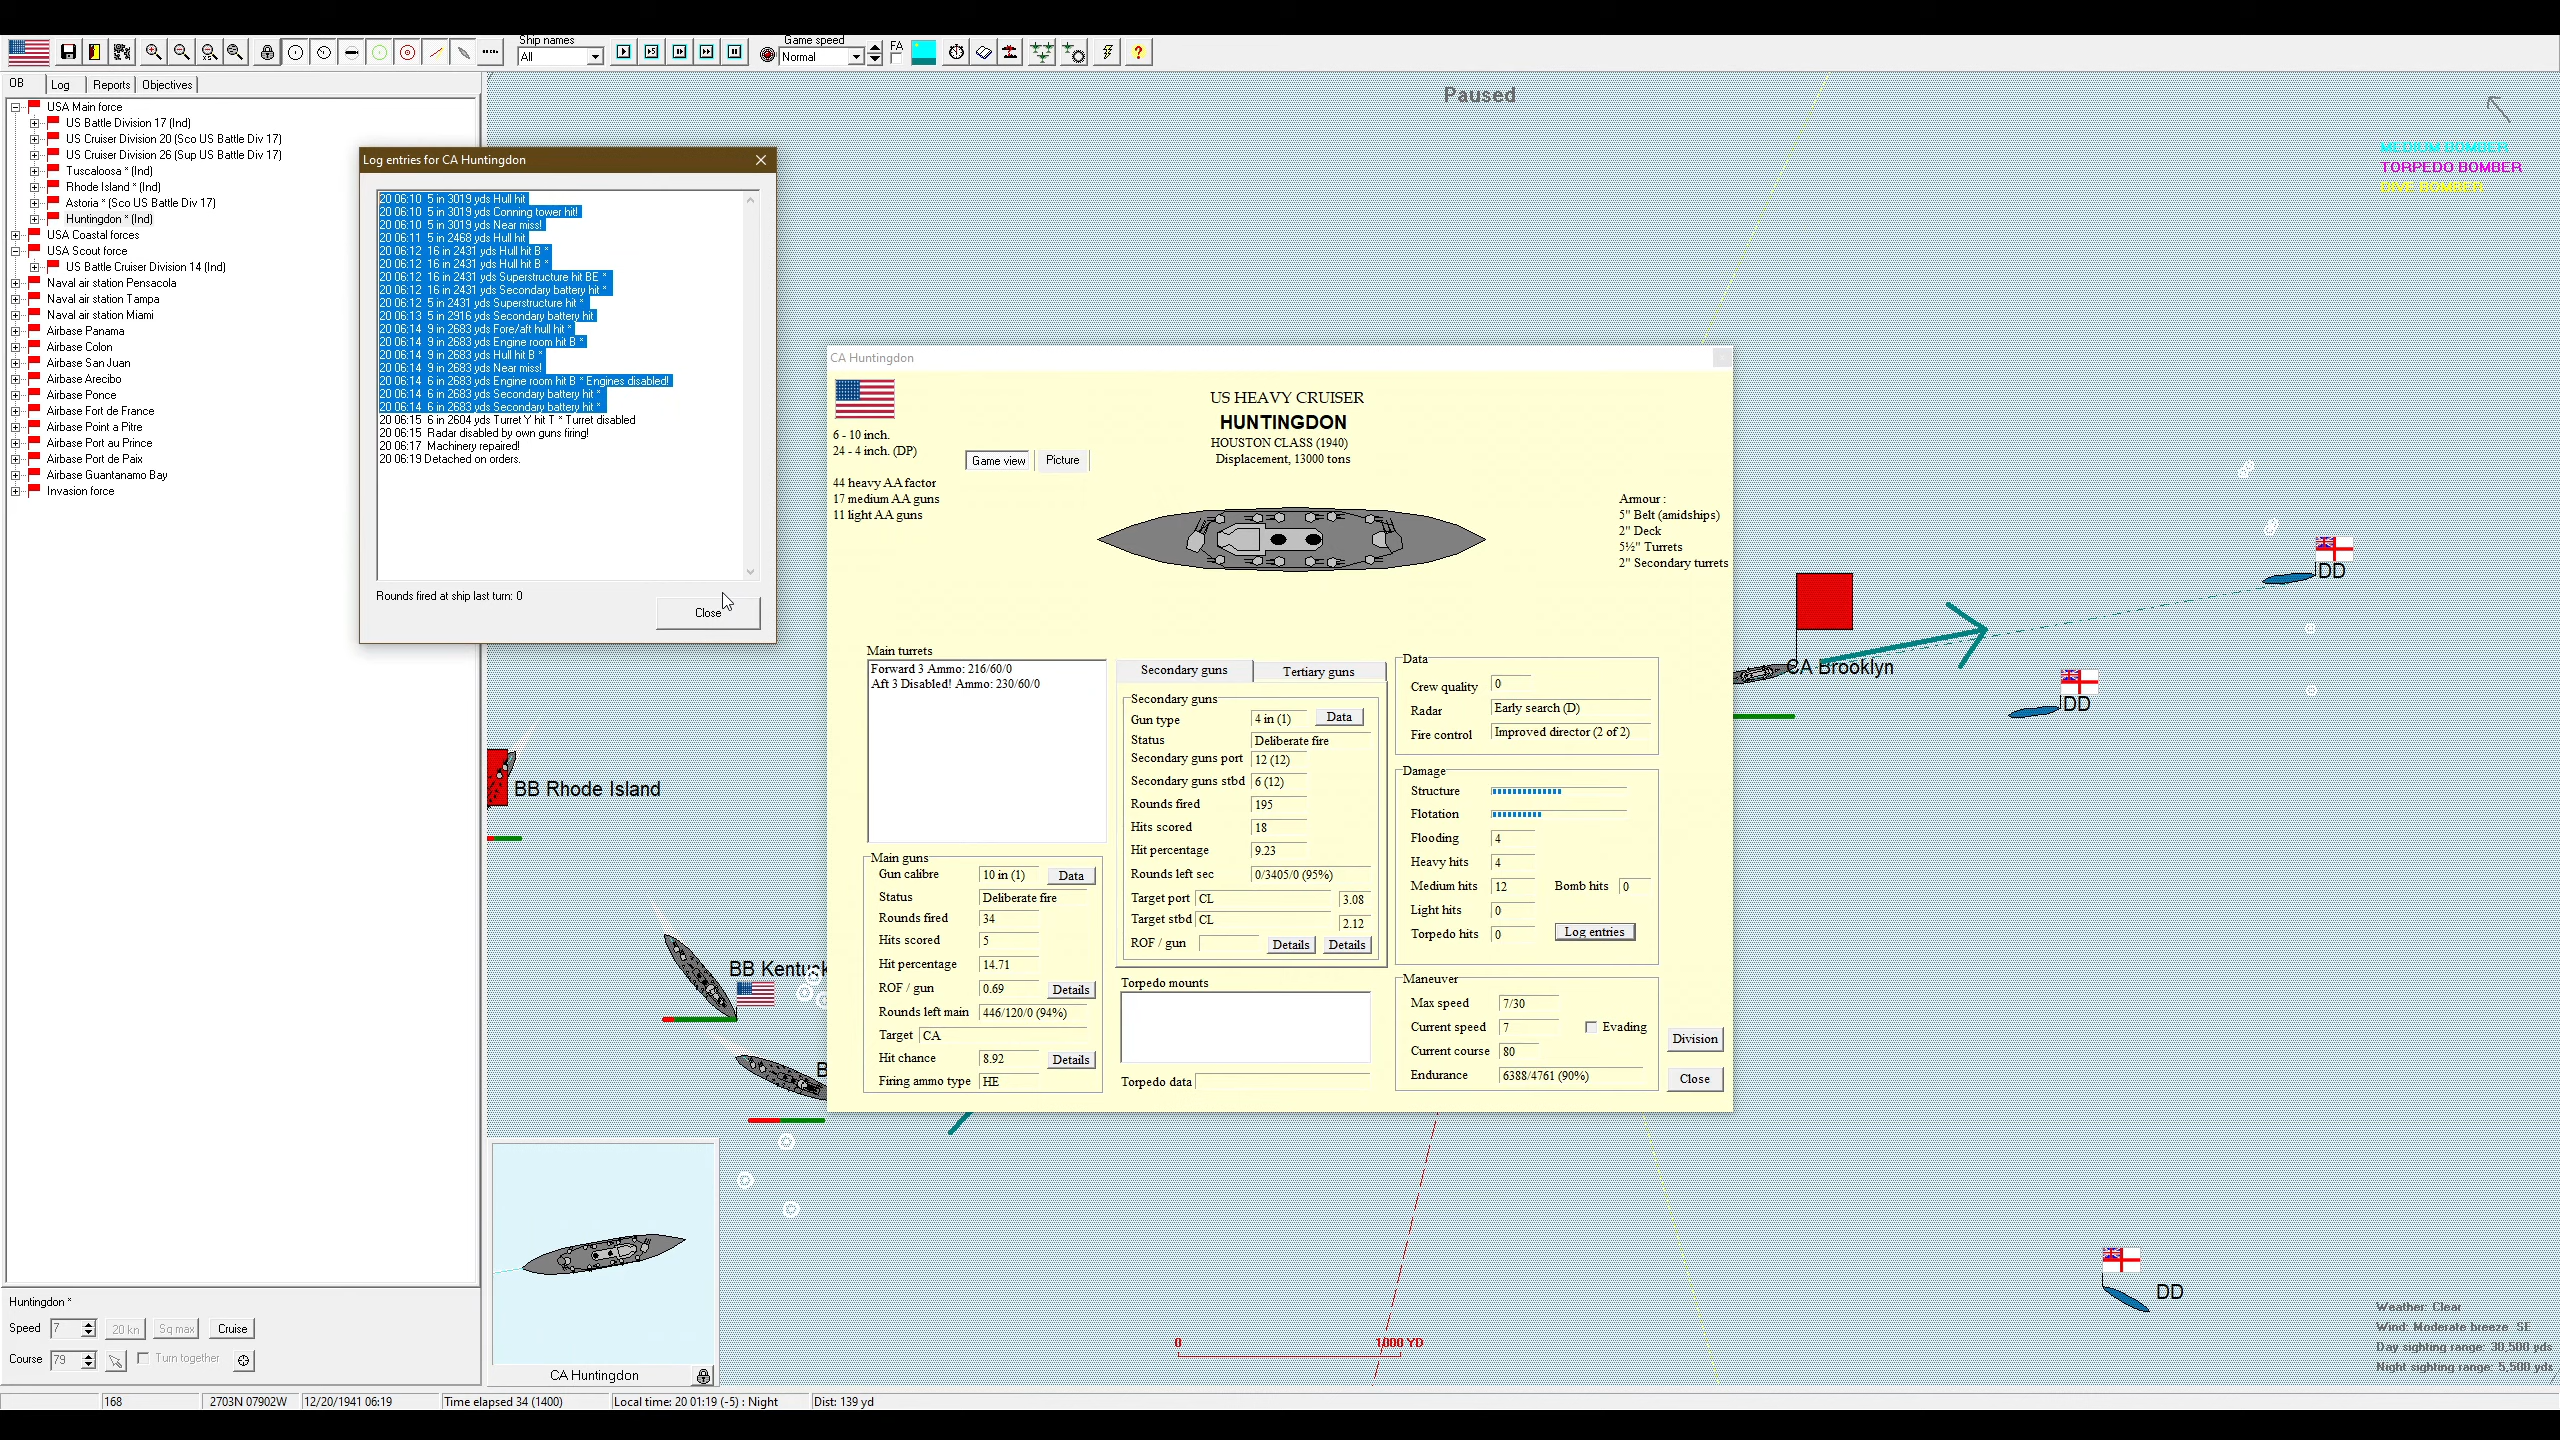 Ship names
All
Game speed
Normal
FA
OB
Log
Reports
Objectives
USA Main force
US Battle Division 17 (Ind)
US Cruiser Division 20 (Sco US Battle Div 17)
US Cruiser Division 26 (Sup US Battle Div 17)
Tuscaloosa * (Ind)
Rhode Island * (Ind)
Astoria * (Sco US Battle Div 17)
Huntingdon * (Ind)
USA Coastal forces
USA Scout force
US Battle Cruiser Division 14 (Ind)
Naval air station Pensacola
Naval air station Tampa
Naval air station Miami
Airbase Panama
Airbase Colon
Airbase San Juan
Airbase Arecibo
Airbase Ponce
Airbase Fort de France
Airbase Point a Pitre
Airbase Port au Prince
Airbase Port de Paix
Airbase Guantanamo Bay
Invasion force
Log entries for CA Huntingdon
20 06:10 5 in 3019 yds Hull hit
20 06:10 5 in 3019 yds Conning tower hit!
20 06:10 5 in 3019 yds Near miss!
20 06:11 5 in 2468 yds Hull hit
20 06:12 16 in 2431 yds Hull hit B *
20 06:12 16 in 2431 yds Hull hit B *
20 06:12 16 in 2431 yds Superstructure hit BE *
20 06:12 16 in 2431 yds Secondary battery hit *
20 06:12 5 in 2431 yds Superstructure hit *
20 06:13 5 in 2916 yds Secondary battery hit
20 06:14 9 in 2683 yds Fore/aft hull hit *
20 06:14 9 in 2683 yds Engine room hit B *
20 06:14 9 in 2683 yds Hull hit B *
20 06:14 9 in 2683 yds Near miss!
20 06:14 6 in 2683 yds Engine room hit B * Engines disabled!
20 06:14 6 in 2683 yds Secondary battery hit *
20 06:14 6 in 2683 yds Secondary battery hit *
20 06:15 6 in 2604 yds Turret Y hit T * Turret disabled
20 06:15 Radar disabled by own guns firing!
20 06:17 Machinery repaired!
20 06:19 Detached on orders.
Rounds fired at ship last turn: 0
Close
Paused
MEDIUM BOMBER
TORPEDO BOMBER
DIVE BOMBER
CA Huntingdon
US HEAVY CRUISER
HUNTINGDON
HOUSTON CLASS (1940)
Displacement, 13000 tons
6 - 10 inch.
24 - 4 inch. (DP)
44 heavy AA factor
17 medium AA guns
11 light AA guns
Game view
Picture
Armour :
5" Belt (amidships)
2" Deck
5½" Turrets
2" Secondary turrets
Main turrets
Forward 3 Ammo: 216/60/0
Aft 3 Disabled! Ammo: 230/60/0
Main guns
Gun calibre 10 in (1) Data
Status Deliberate fire
Rounds fired 34
Hits scored 5
Hit percentage 14.71
ROF / gun 0.69 Details
Rounds left main 446/120/0 (94%)
Target CA
Hit chance 8.92 Details
Firing ammo type HE
Secondary guns
Tertiary guns
Secondary guns
Gun type 4 in (1) Data
Status Deliberate fire
Secondary guns port 12 (12)
Secondary guns stbd 6 (12)
Rounds fired 195
Hits scored 18
Hit percentage 9.23
Rounds left sec 0/3405/0 (95%)
Target port CL 3.08
Target stbd CL 2.12
ROF / gun Details Details
Torpedo mounts
Torpedo data
Data
Crew quality 0
Radar Early search (D)
Fire control Improved director (2 of 2)
Damage
Structure
Flotation
Flooding 4
Heavy hits 4
Medium hits 12 Bomb hits 0
Light hits 0
Torpedo hits 0 Log entries
Maneuver
Max speed 7/30
Current speed 7 Evading
Current course 80
Endurance 6388/4761 (90%)
Division
Close
CA Brooklyn
DD
DD
DD
BB Rhode Island
BB Kentuck
B
0 1000 YD
Weather: Clear
Wind: Moderate breeze SE
Day sighting range: 30,500 yds
Night sighting range: 5,500 yds
CA Huntingdon
Huntingdon *
Speed 7 20 kn Sq max Cruise
Course 79 Turn together
168
2703N 07902W
12/20/1941 06:19
Time elapsed 34 (1400)
Local time: 20 01:19 (-5) : Night
Dist: 139 yd